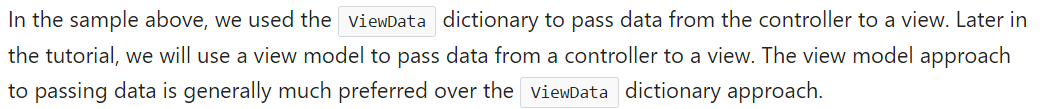 In the sample above, we used the ViewData dictionary to pass data from the controller to a view. Later in
the tutorial, we will use a view model to pass data from a controller to a view. The view model approach
to passing data is generally much preferred over the ViewData dictionary approach.